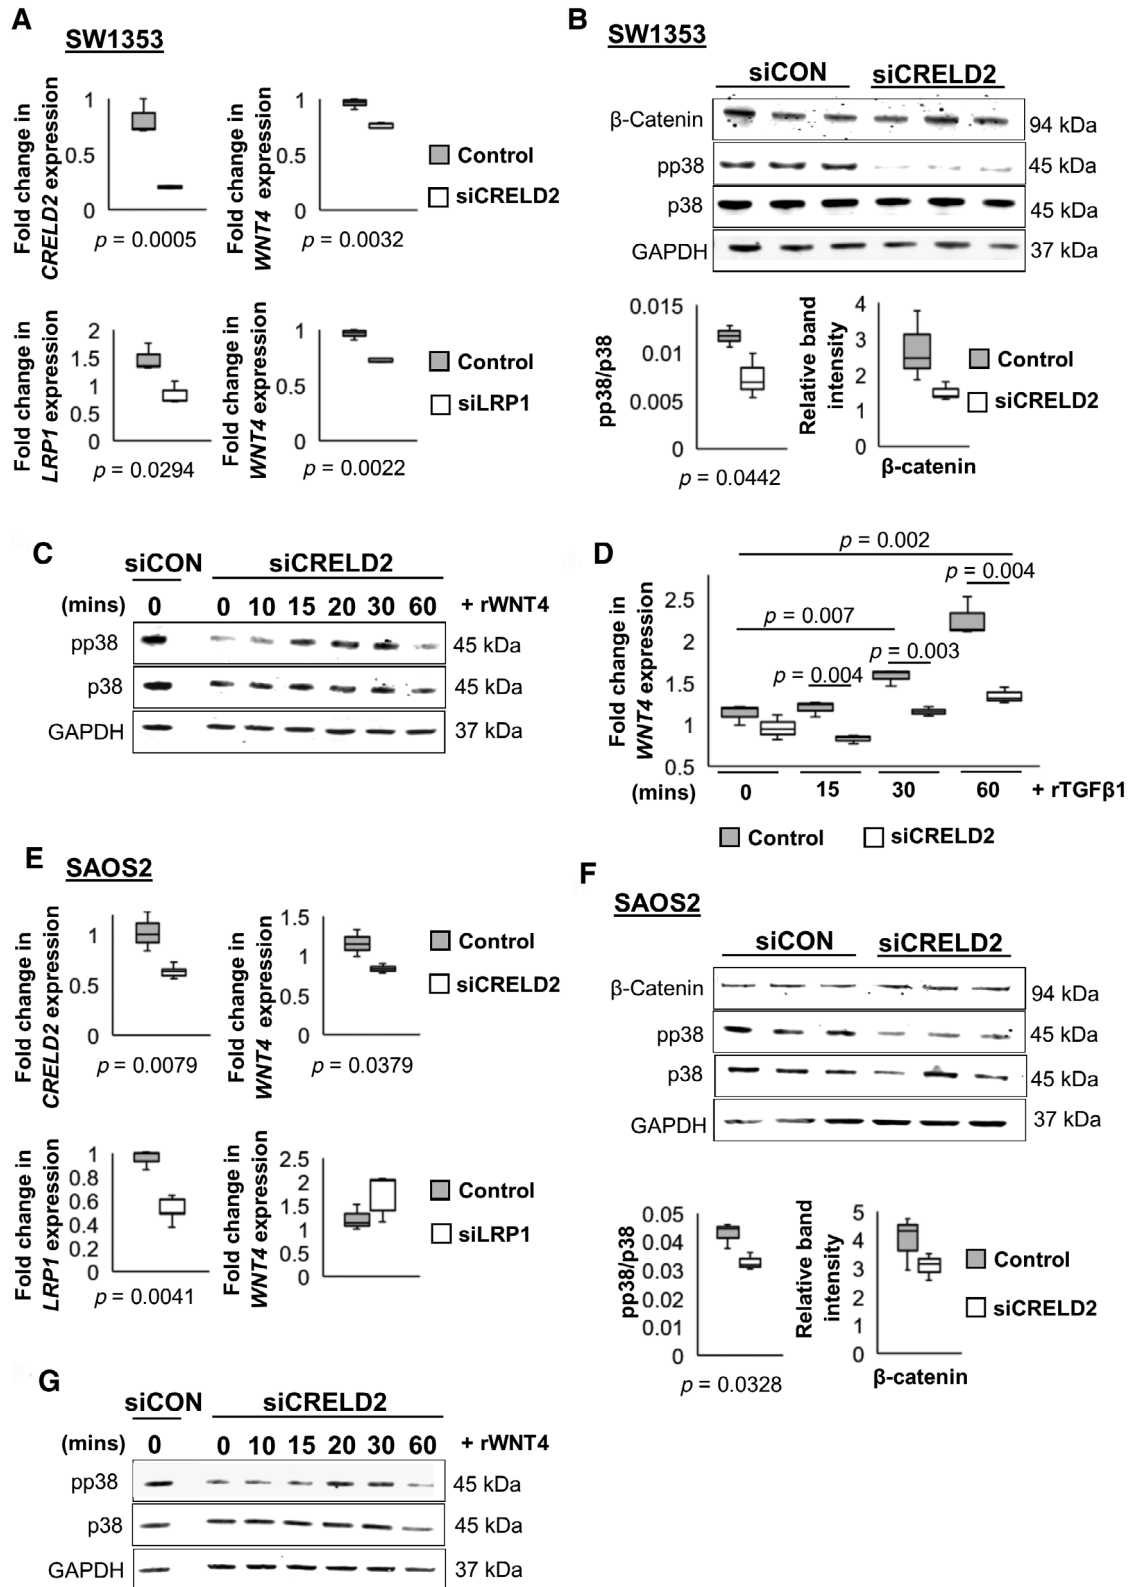 A
SW1353
Fold change in
CRELD2 expression
1
0.5
0
p = 0.0005
Fold change in
WNT4 expression
1
0.5
0
p = 0.0032
Control
siCRELD2
Fold change in
LRP1 expression
2
1.5
1
0.5
0
p = 0.0294
Fold change in
WNT4 expression
1
0.5
0
p = 0.0022
Control
siLRP1
B
SW1353
siCON siCRELD2
β-Catenin 94 kDa
pp38 45 kDa
p38 45 kDa
GAPDH 37 kDa
pp38/p38
0.015
0.01
0.005
0
p = 0.0442
Relative band
intensity
4
3
2
1
0
β-catenin
Control
siCRELD2
C
siCON siCRELD2
(mins) 0 0 10 15 20 30 60 + rWNT4
pp38 45 kDa
p38 45 kDa
GAPDH 37 kDa
D
Fold change in
WNT4 expression
2.5
2
1.5
1
0.5
p = 0.002
p = 0.004
p = 0.007
p = 0.003
p = 0.004
(mins) 0 15 30 60 + rTGFβ1
Control siCRELD2
E
SAOS2
Fold change in
CRELD2 expression
1
0.5
0
p = 0.0079
Fold change in
WNT4 expression
1.5
1
0.5
0
p = 0.0379
Control
siCRELD2
Fold change in
LRP1 expression
1
0.8
0.6
0.4
0.2
0
p = 0.0041
Fold change in
WNT4 expression
2.5
2
1.5
1
0.5
0
Control
siLRP1
F
SAOS2
siCON siCRELD2
β-Catenin 94 kDa
pp38 45 kDa
p38 45 kDa
GAPDH 37 kDa
pp38/p38
0.05
0.04
0.03
0.02
0.01
0
p = 0.0328
Relative band
intensity
5
4
3
2
1
0
β-catenin
Control
siCRELD2
G
siCON siCRELD2
(mins) 0 0 10 15 20 30 60 + rWNT4
pp38 45 kDa
p38 45 kDa
GAPDH 37 kDa